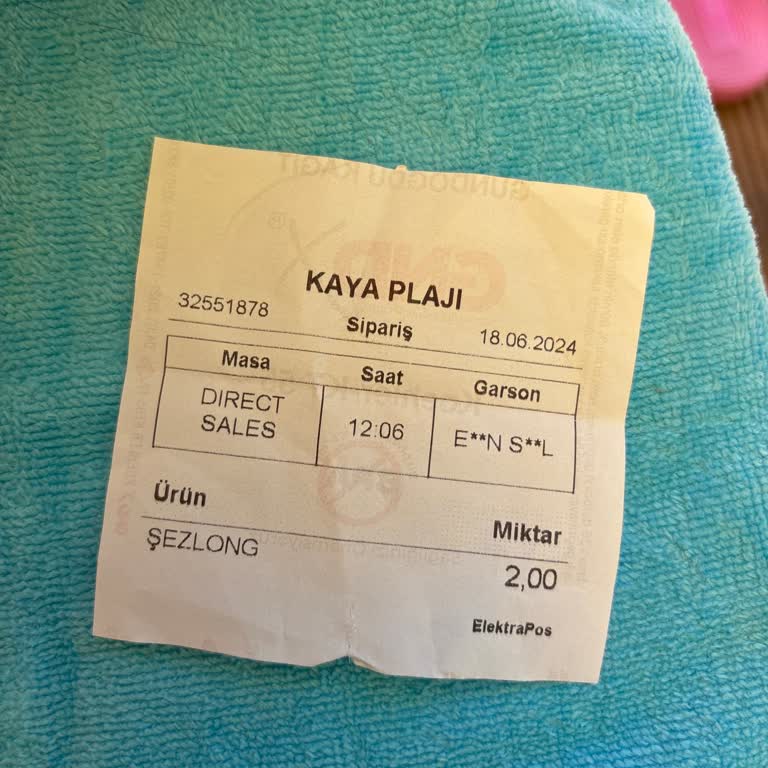 KAYA PLAJI
32551878 Sipariş 18.06.2024
Masa Saat Garson
DIRECT
SALES 12:06 E**N S**L
Ürün Miktar
ŞEZLONG 2,00
ElektraPos